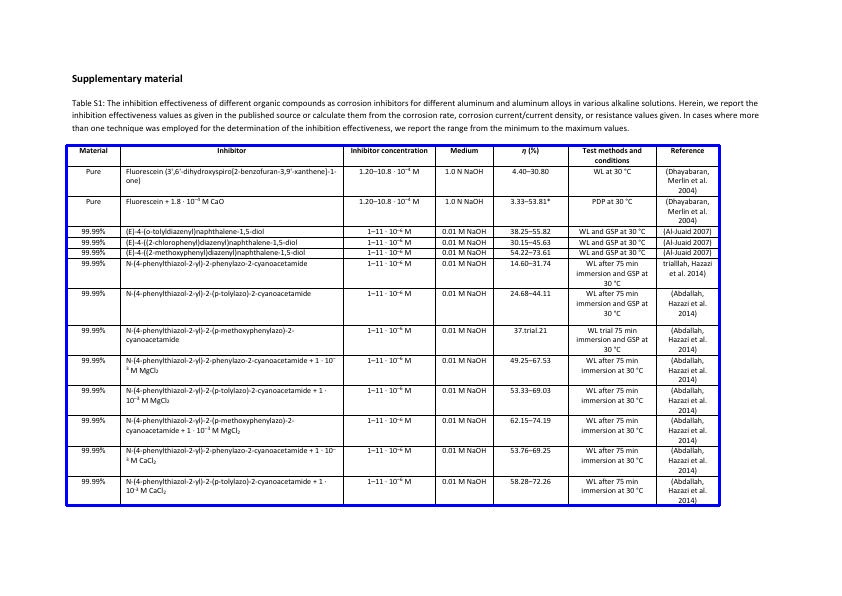 Supplementary material
Table S1: The inhibition effectiveness of different organic compounds as corrosion inhibitors for different aluminum and aluminum alloys in various alkaline solutions. Herein, we report the
inhibition effectiveness values as given in the published source or calculate them from the corrosion rate, corrosion current/current density, or resistance values given. In cases where more
than one technique was employed for the determination of the inhibition effectiveness, we report the range from the minimum to the maximum values.
Material Inhibitor Inhibitor concentration Medium η (%) Test methods and Reference
conditions
Pure Fluorescein (3',6'-dihydroxyspiro[2-benzofuran-3,9'-xanthene]-1- 1.20–10.8 · 10⁻⁴ M 1.0 N NaOH 4.40–30.80 WL at 30 °C (Dhayabaran,
one) Merlin et al.
2004)
Pure Fluorescein + 1.8 · 10⁻⁴ M CaO 1.20–10.8 · 10⁻⁴ M 1.0 N NaOH 3.33–53.81* PDP at 30 °C (Dhayabaran,
Merlin et al.
2004)
99.99% (E)-4-(o-tolyldiazenyl)naphthalene-1,5-diol 1–11 · 10⁻⁶ M 0.01 M NaOH 38.25–55.82 WL and GSP at 30 °C (Al-Juaid 2007)
99.99% (E)-4-((2-chlorophenyl)diazenyl)naphthalene-1,5-diol 1–11 · 10⁻⁶ M 0.01 M NaOH 30.15–45.63 WL and GSP at 30 °C (Al-Juaid 2007)
99.99% (E)-4-((2-methoxyphenyl)diazenyl)naphthalene-1,5-diol 1–11 · 10⁻⁶ M 0.01 M NaOH 54.22–73.61 WL and GSP at 30 °C (Al-Juaid 2007)
99.99% N-(4-phenylthiazol-2-yl)-2-phenylazo-2-cyanoacetamide 1–11 · 10⁻⁶ M 0.01 M NaOH 14.60–31.74 WL after 75 min triallah, Hazazi
immersion and GSP at et al. 2014)
30 °C
99.99% N-(4-phenylthiazol-2-yl)-2-(p-tolylazo)-2-cyanoacetamide 1–11 · 10⁻⁶ M 0.01 M NaOH 24.68–44.11 WL after 75 min (Abdallah,
immersion and GSP at Hazazi et al.
30 °C 2014)
99.99% N-(4-phenylthiazol-2-yl)-2-(p-methoxyphenylazo)-2- 1–11 · 10⁻⁶ M 0.01 M NaOH 37.trial.21 WL trial 75 min (Abdallah,
cyanoacetamide immersion and GSP at Hazazi et al.
30 °C 2014)
99.99% N-(4-phenylthiazol-2-yl)-2-phenylazo-2-cyanoacetamide + 1 · 10⁻ 1–11 · 10⁻⁶ M 0.01 M NaOH 49.25–67.53 WL after 75 min (Abdallah,
³ M MgCl₂ immersion at 30 °C Hazazi et al.
2014)
99.99% N-(4-phenylthiazol-2-yl)-2-(p-tolylazo)-2-cyanoacetamide + 1 · 1–11 · 10⁻⁶ M 0.01 M NaOH 53.33–69.03 WL after 75 min (Abdallah,
10⁻³ M MgCl₂ immersion at 30 °C Hazazi et al.
2014)
99.99% N-(4-phenylthiazol-2-yl)-2-(p-methoxyphenylazo)-2- 1–11 · 10⁻⁶ M 0.01 M NaOH 62.15–74.19 WL after 75 min (Abdallah,
cyanoacetamide + 1 · 10⁻³ M MgCl₂ immersion at 30 °C Hazazi et al.
2014)
99.99% N-(4-phenylthiazol-2-yl)-2-phenylazo-2-cyanoacetamide + 1 · 10⁻ 1–11 · 10⁻⁶ M 0.01 M NaOH 53.76–69.25 WL after 75 min (Abdallah,
³ M CaCl₂ immersion at 30 °C Hazazi et al.
2014)
99.99% N-(4-phenylthiazol-2-yl)-2-(p-tolylazo)-2-cyanoacetamide + 1 · 1–11 · 10⁻⁶ M 0.01 M NaOH 58.28–72.26 WL after 75 min (Abdallah,
10⁻³ M CaCl₂ immersion at 30 °C Hazazi et al.
2014)